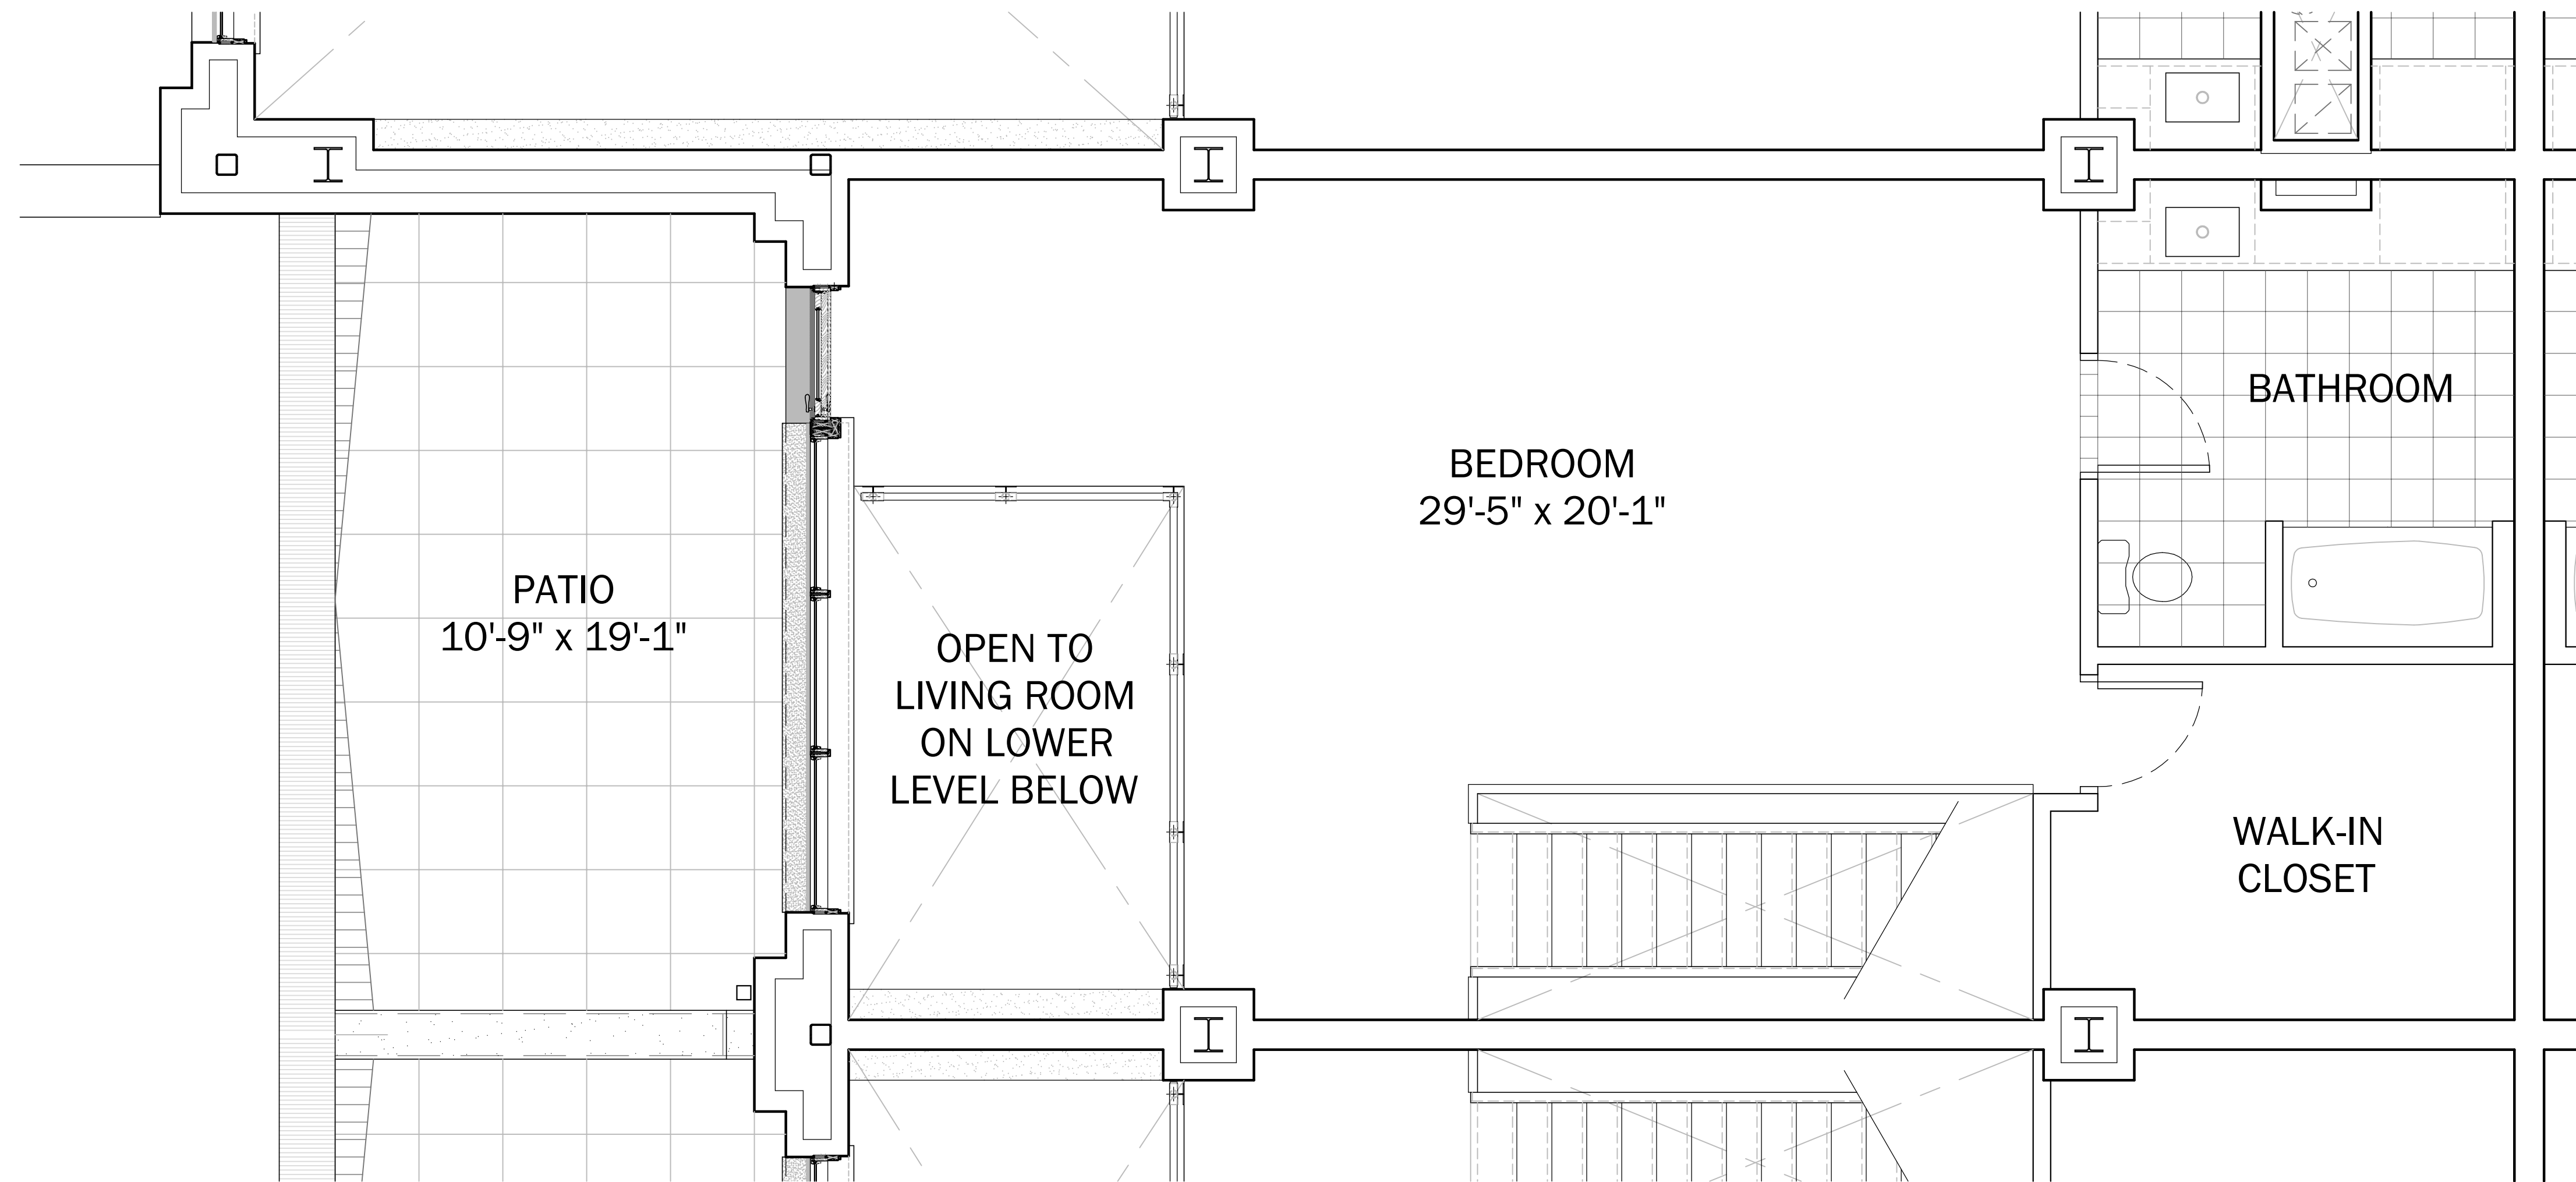 BATHROOM
BEDROOM
29'-5" x 20'-1"
PATIO
10'-9" x 19'-1"
OPEN TO
LIVING ROOM
ON LOWER
LEVEL BELOW
WALK-IN
CLOSET